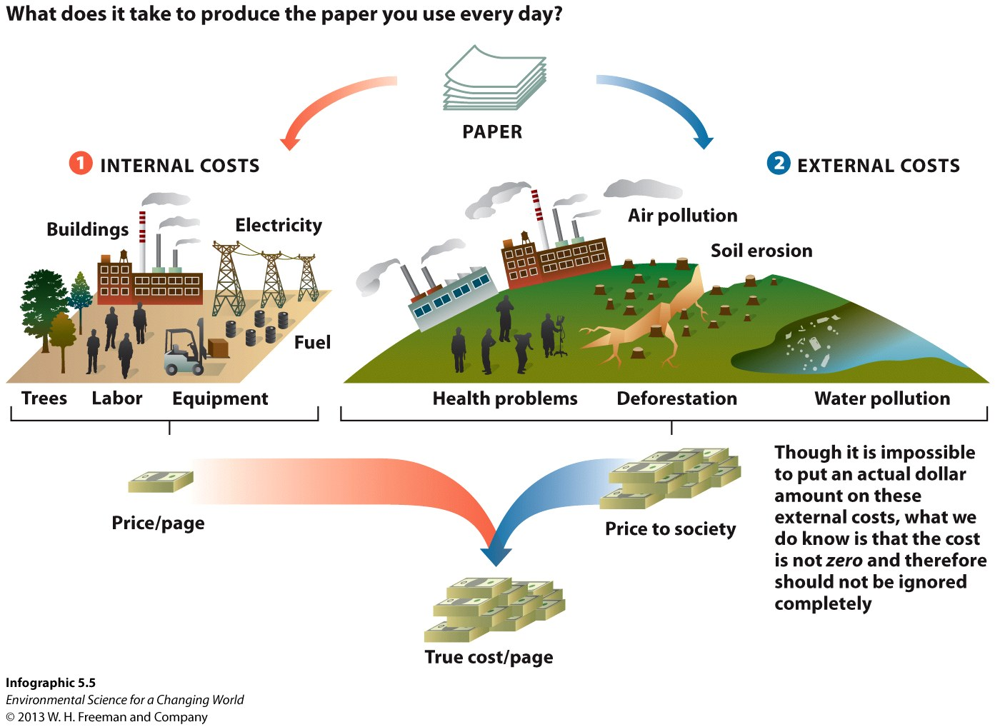 What does it take to produce the paper you use every day?
PAPER
1 INTERNAL COSTS
2 EXTERNAL COSTS
Buildings
Electricity
Fuel
Trees
Labor
Equipment
Air pollution
Soil erosion
Health problems
Deforestation
Water pollution
Price/page
Price to society
Though it is impossible
to put an actual dollar
amount on these
external costs, what we
do know is that the cost
is not zero and therefore
should not be ignored
completely
True cost/page
Infographic 5.5
Environmental Science for a Changing World
© 2013 W. H. Freeman and Company